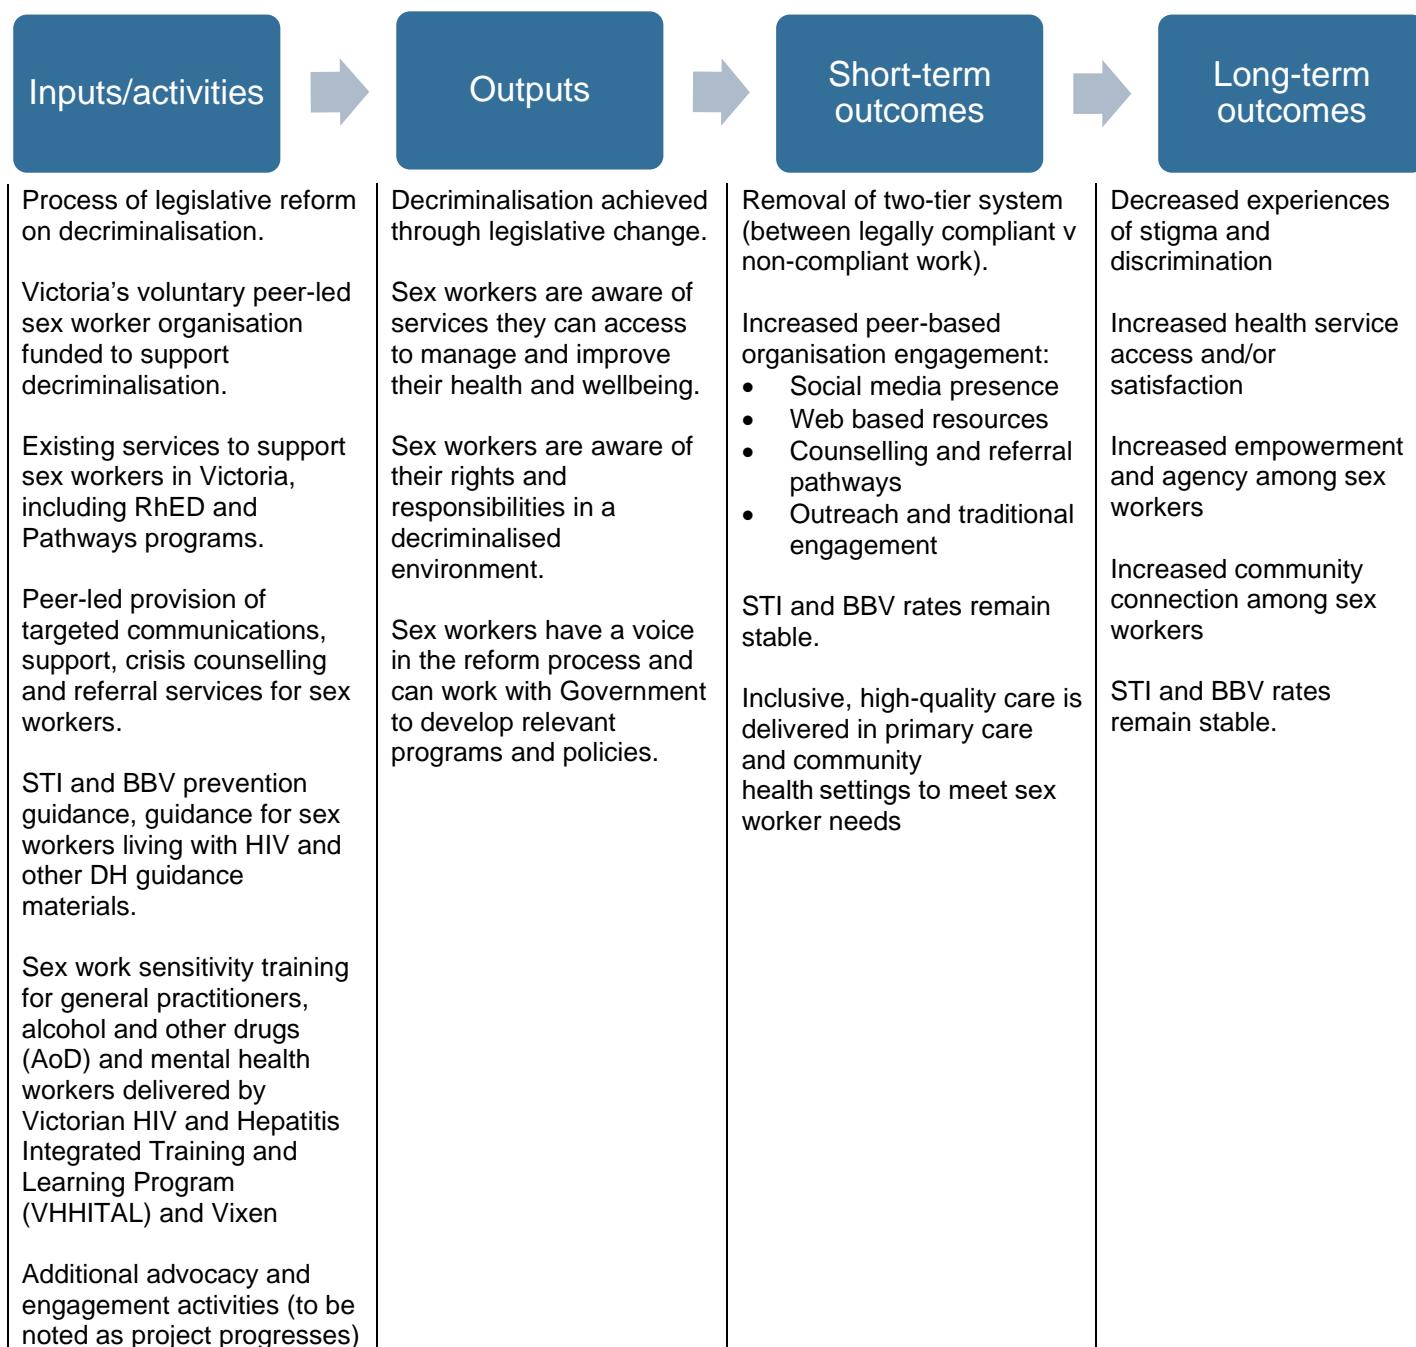 Inputs/activities
Outputs
Short-term
outcomes
Long-term
outcomes
Process of legislative reform
on decriminalisation.
Victoria’s voluntary peer-led
sex worker organisation
funded to support
decriminalisation.
Existing services to support
sex workers in Victoria,
including RhED and
Pathways programs.
Peer-led provision of
targeted communications,
support, crisis counselling
and referral services for sex
workers.
STI and BBV prevention
guidance, guidance for sex
workers living with HIV and
other DH guidance
materials.
Sex work sensitivity training
for general practitioners,
alcohol and other drugs
(AoD) and mental health
workers delivered by
Victorian HIV and Hepatitis
Integrated Training and
Learning Program
(VHHITAL) and Vixen
Additional advocacy and
engagement activities (to be
noted as project progresses)
Decriminalisation achieved
through legislative change.
Sex workers are aware of
services they can access
to manage and improve
their health and wellbeing.
Sex workers are aware of
their rights and
responsibilities in a
decriminalised
environment.
Sex workers have a voice
in the reform process and
can work with Government
to develop relevant
programs and policies.
Removal of two-tier system
(between legally compliant v
non-compliant work).
Increased peer-based
organisation engagement:
• Social media presence
• Web based resources
• Counselling and referral
pathways
• Outreach and traditional
engagement
STI and BBV rates remain
stable.
Inclusive, high-quality care is
delivered in primary care
and community
health settings to meet sex
worker needs
Decreased experiences
of stigma and
discrimination
Increased health service
access and/or
satisfaction
Increased empowerment
and agency among sex
workers
Increased community
connection among sex
workers
STI and BBV rates
remain stable.